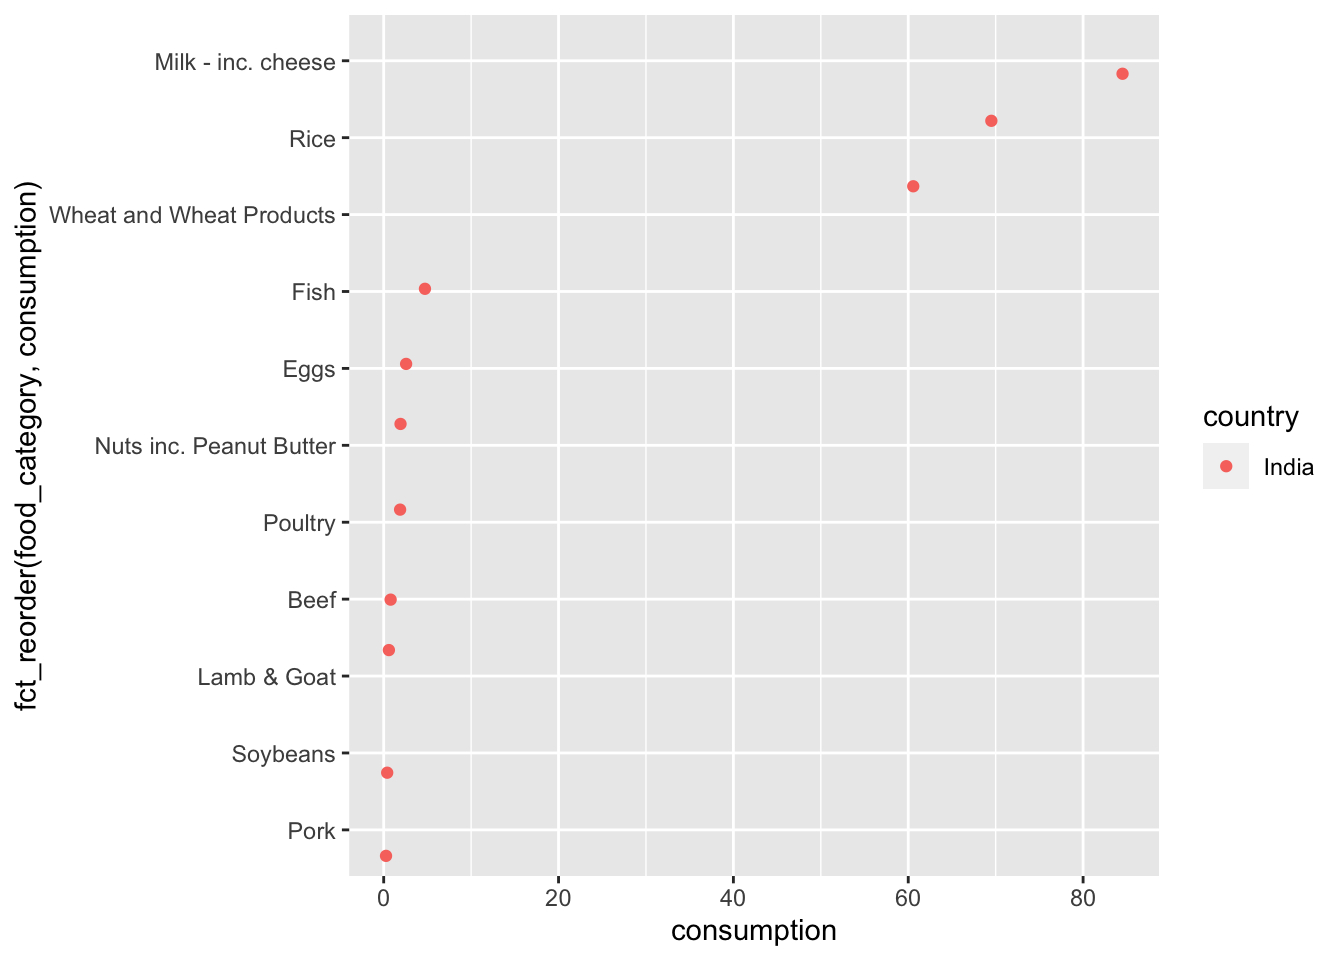 fct_reorder(food_category, consumption)
Milk - inc. cheese
Rice
Wheat and Wheat Products
Fish
Eggs
Nuts inc. Peanut Butter
Poultry
Beef
Lamb & Goat
Soybeans
Pork
0 20 40 60 80
consumption
country
India